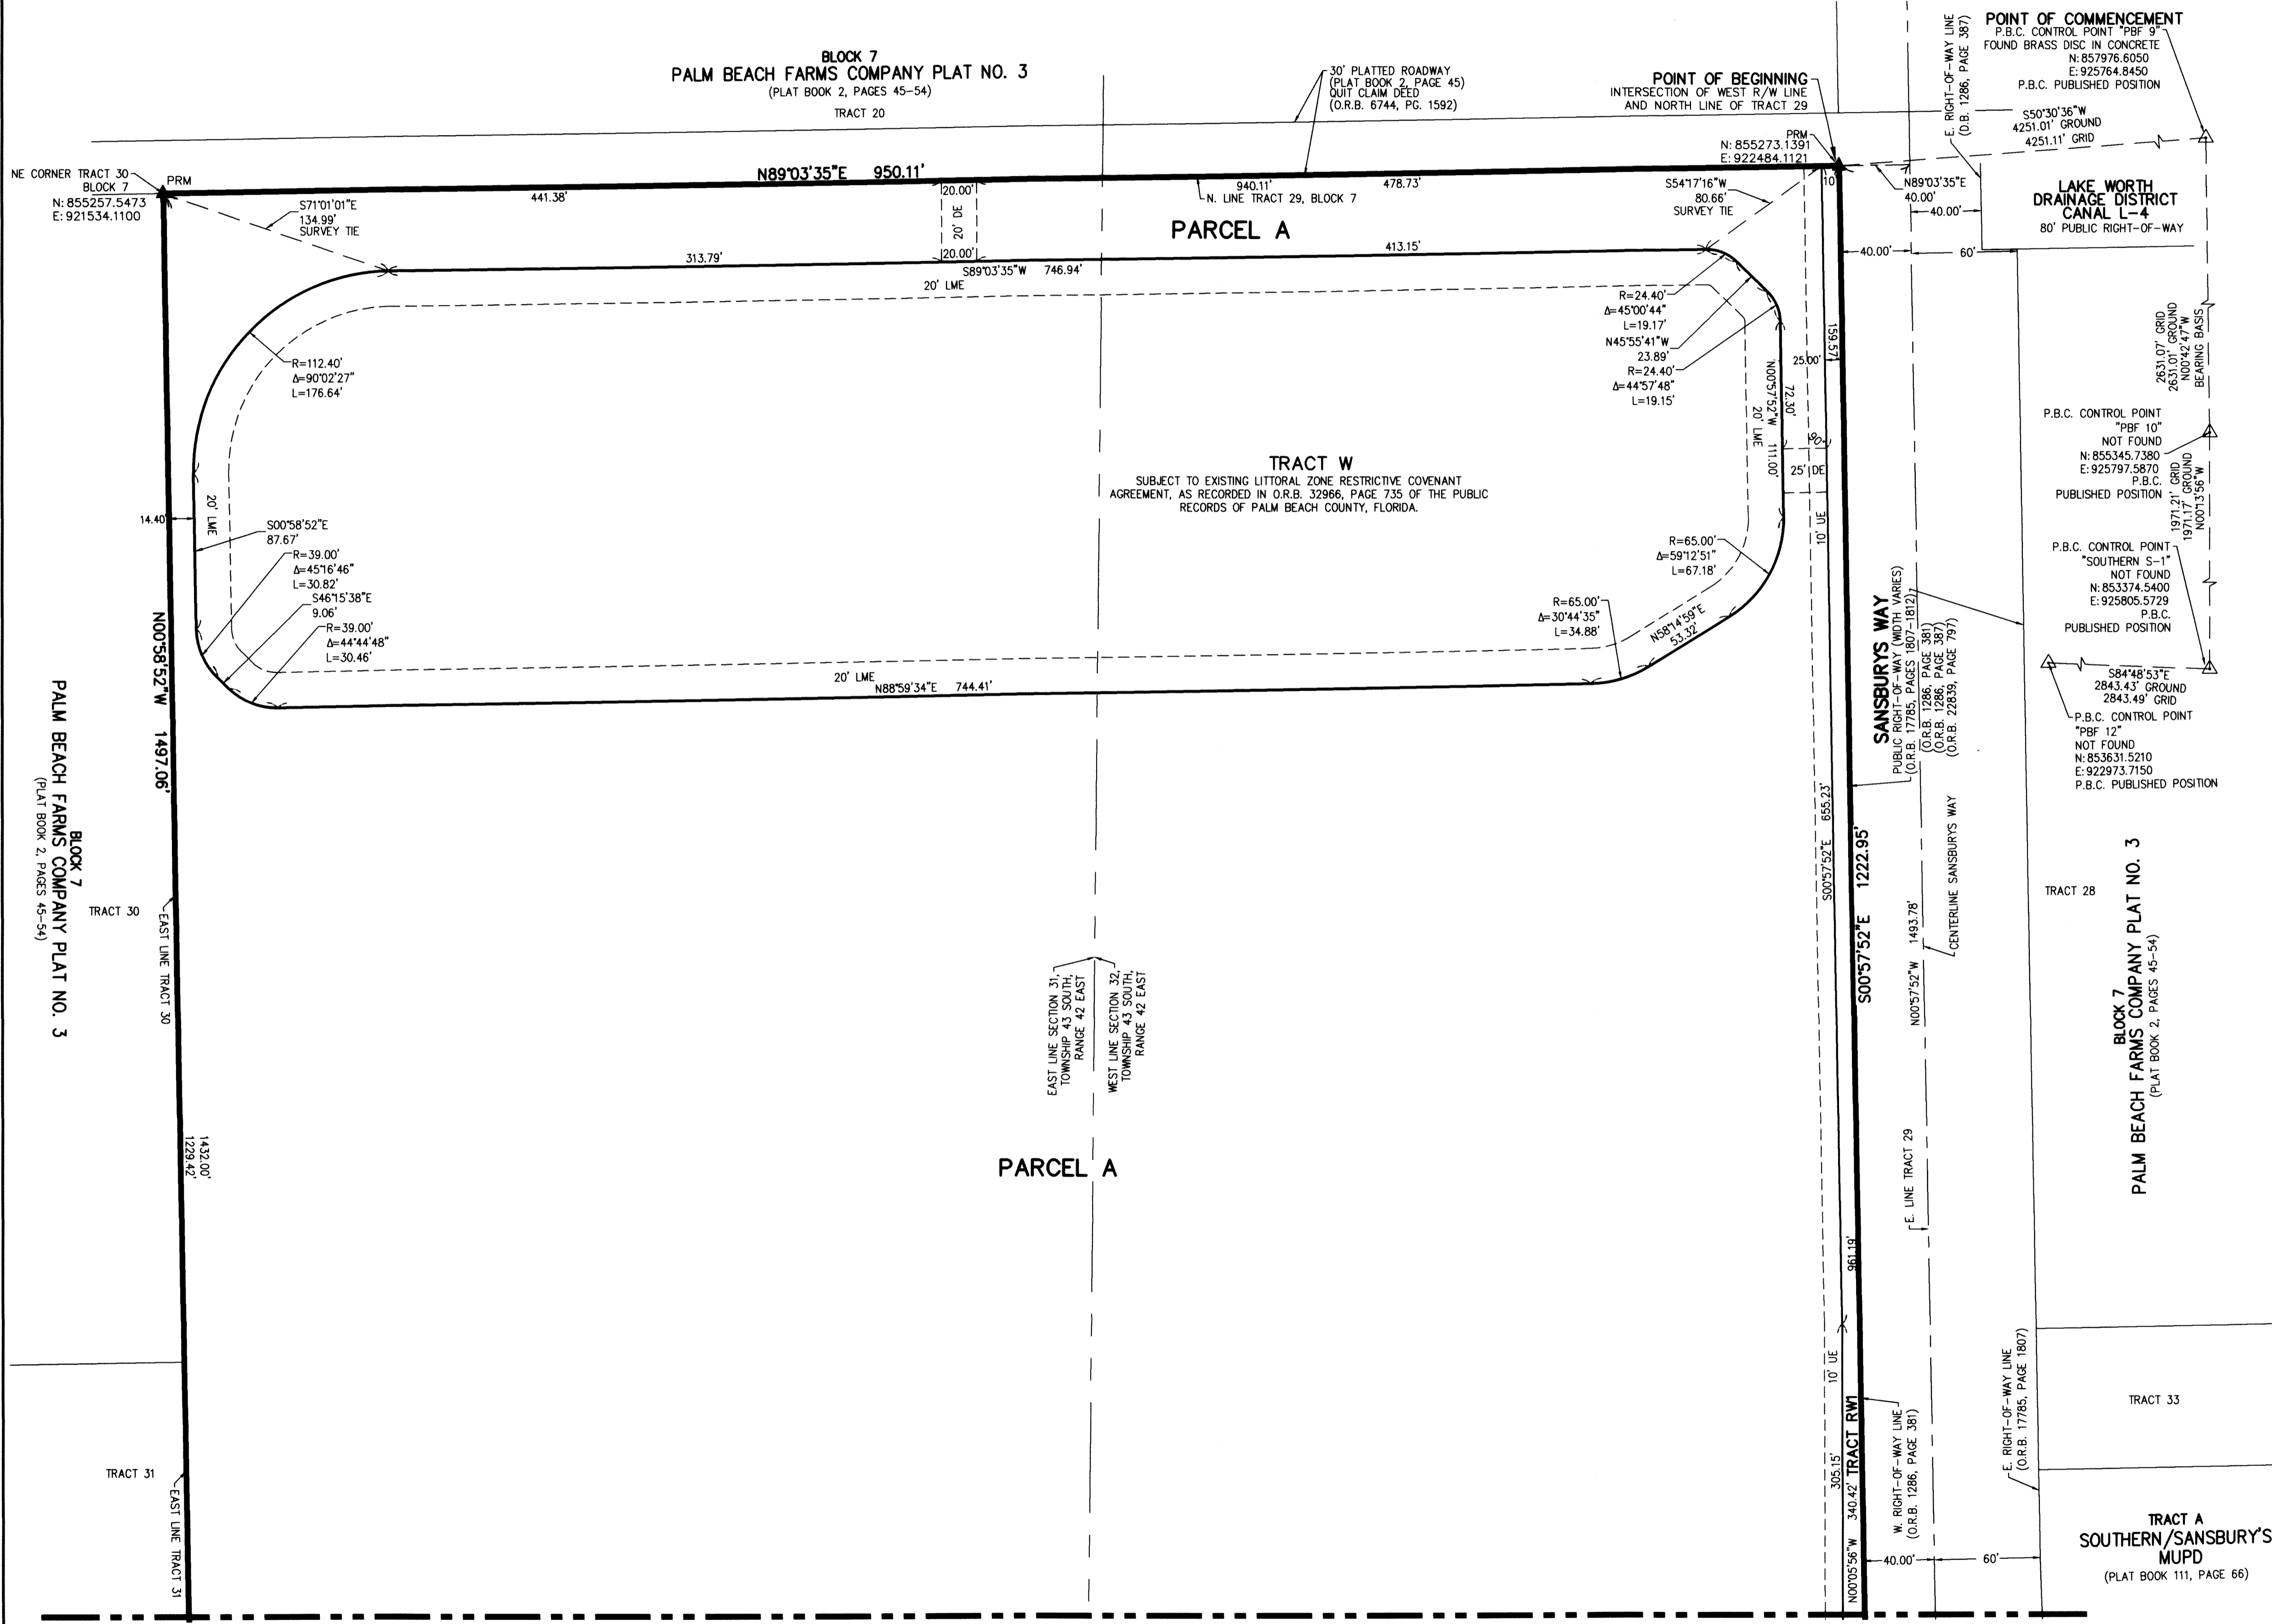 BLOCK 7
PALM BEACH FARMS COMPANY PLAT NO. 3
(PLAT BOOK 2, PAGES 45-54)
TRACT 20
30' PLATTED ROADWAY
(PLAT BOOK 2, PAGE 45)
QUIT CLAIM DEED
(O.R.B. 6744, PG. 1592)
POINT OF BEGINNING
INTERSECTION OF WEST R/W LINE
AND NORTH LINE OF TRACT 29
PRM
N: 855273.1391
E: 922484.1121
E. RIGHT-OF-WAY LINE
(D.B. 1286, PAGE 387)
POINT OF COMMENCEMENT
P.B.C. CONTROL POINT "PBF 9"
FOUND BRASS DISC IN CONCRETE
N: 857976.6050
E: 925764.8450
P.B.C. PUBLISHED POSITION
S50°30'36"W
4251.01' GROUND
4251.11' GRID
NE CORNER TRACT 30
BLOCK 7
N: 855257.5473
E: 921534.1100
PRM
N89°03'35"E 950.11'
441.38'
20.00'
940.11'
478.73'
N. LINE TRACT 29, BLOCK 7
20' DE
20.00'
10'
S71°01'01"E
134.99'
SURVEY TIE
S54°17'16"W
80.66'
SURVEY TIE
N89°03'35"E
40.00'
40.00'
LAKE WORTH
DRAINAGE DISTRICT
CANAL L-4
80' PUBLIC RIGHT-OF-WAY
40.00'
60'
PARCEL A
313.79'
S89°03'35"W 746.94'
413.15'
20' LME
R=112.40'
Δ=90°02'27"
L=176.64'
R=24.40'
Δ=45°00'44"
L=19.17'
N45°55'41"W
23.89'
R=24.40'
Δ=44°57'48"
L=19.15'
159.57'
25.00'
72.30'
N00°57'52"W 111.00'
20' LME
90°
25' DE
10' UE
2631.07' GRID
2631.01' GROUND
N00°42'47"W
BEARING BASIS
P.B.C. CONTROL POINT
"PBF 10"
NOT FOUND
N: 855345.7380
E: 925797.5870
P.B.C.
PUBLISHED POSITION
1971.21' GRID
1971.17' GROUND
N00°13'56"W
P.B.C. CONTROL POINT
"SOUTHERN S-1"
NOT FOUND
N: 853374.5400
E: 925805.5729
P.B.C.
PUBLISHED POSITION
S84°48'53"E
2843.43' GROUND
2843.49' GRID
P.B.C. CONTROL POINT
"PBF 12"
NOT FOUND
N: 853631.5210
E: 922973.7150
P.B.C. PUBLISHED POSITION
TRACT W
SUBJECT TO EXISTING LITTORAL ZONE RESTRICTIVE COVENANT
AGREEMENT, AS RECORDED IN O.R.B. 32966, PAGE 735 OF THE PUBLIC
RECORDS OF PALM BEACH COUNTY, FLORIDA.
14.40'
20' LME
S00°58'52"E
87.67'
R=39.00'
Δ=45°16'46"
L=30.82'
S46°15'38"E
9.06'
R=39.00'
Δ=44°44'48"
L=30.46'
R=65.00'
Δ=59°12'51"
L=67.18'
R=65.00'
Δ=30°44'35"
L=34.88'
N58°14'59"E
53.32'
20' LME
N88°59'34"E 744.41'
N00°58'52"W 1497.06'
BLOCK 7
PALM BEACH FARMS COMPANY PLAT NO. 3
(PLAT BOOK 2, PAGES 45-54)
TRACT 30
EAST LINE TRACT 30
1432.00'
1229.42'
TRACT 31
EAST LINE TRACT 31
EAST LINE SECTION 31,
TOWNSHIP 43 SOUTH,
RANGE 42 EAST
WEST LINE SECTION 32,
TOWNSHIP 43 SOUTH,
RANGE 42 EAST
PARCEL A
SANSBURYS WAY
PUBLIC RIGHT-OF-WAY (WIDTH VARIES)
(O.R.B. 17785, PAGES 1807-1812)
(O.R.B. 1286, PAGE 381)
(O.R.B. 1286, PAGE 387)
(O.R.B. 22839, PAGE 797)
S00°57'52"E 655.23'
S00°57'52"E 1222.95'
N00°57'52"W 1493.78'
CENTERLINE SANSBURYS WAY
E. LINE TRACT 29
961.19'
10' UE
305.15'
N00°05'56"W 340.42'
TRACT RW1
W. RIGHT-OF-WAY LINE
(O.R.B. 1286, PAGE 381)
40.00'
60'
E. RIGHT-OF-WAY LINE
(O.R.B. 17785, PAGE 1807)
TRACT 28
BLOCK 7
PALM BEACH FARMS COMPANY PLAT NO. 3
(PLAT BOOK 2, PAGES 45-54)
TRACT 33
TRACT A
SOUTHERN/SANSBURY'S
MUPD
(PLAT BOOK 111, PAGE 66)